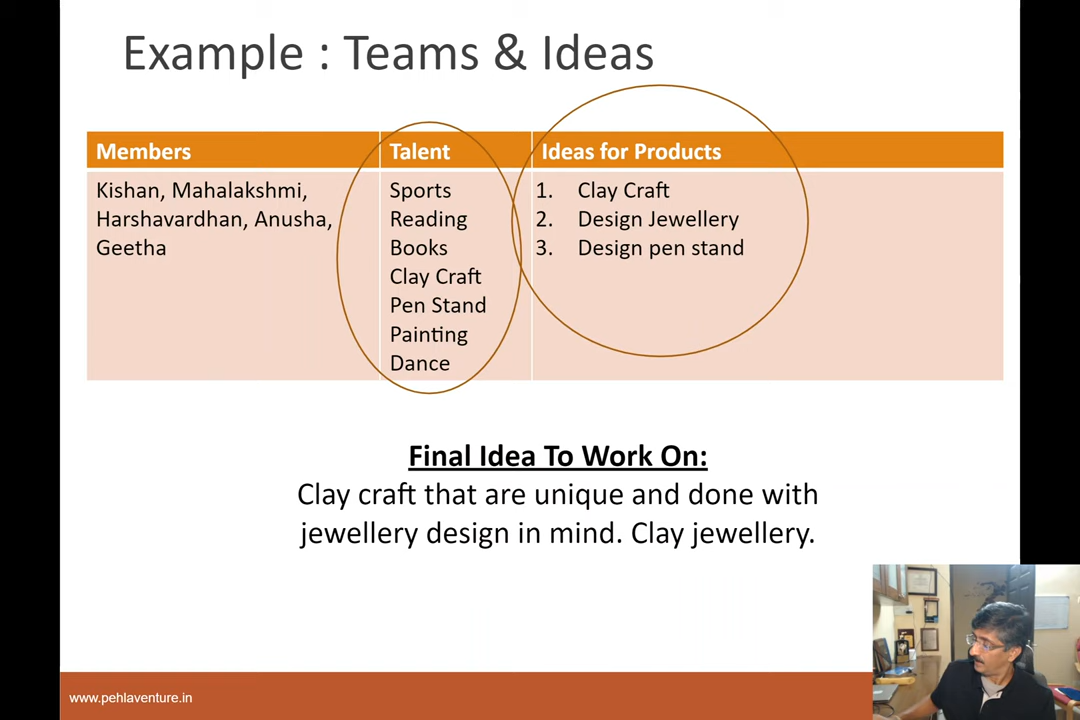 Example : Teams & Ideas
Members
Talent
Ideas for Products
Kishan, Mahalakshmi,
Harshavardhan, Anusha,
Geetha
Sports
Reading
Books
Clay Craft
Pen Stand
Painting
Dance
1. Clay Craft
2. Design Jewellery
3. Design pen stand
Final Idea To Work On:
Clay craft that are unique and done with
jewellery design in mind. Clay jewellery.
www.pehlaventure.in